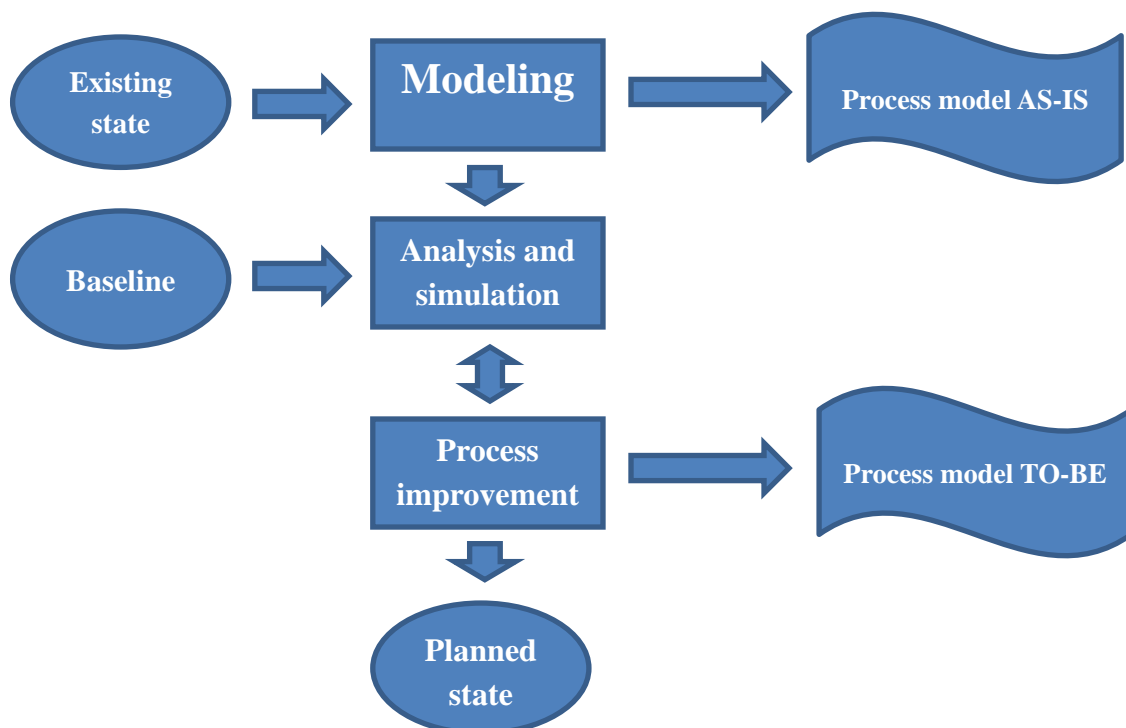 Existing
state
Modeling
Process model AS-IS
Baseline
Analysis and
simulation
Process
improvement
Process model TO-BE
Planned
state